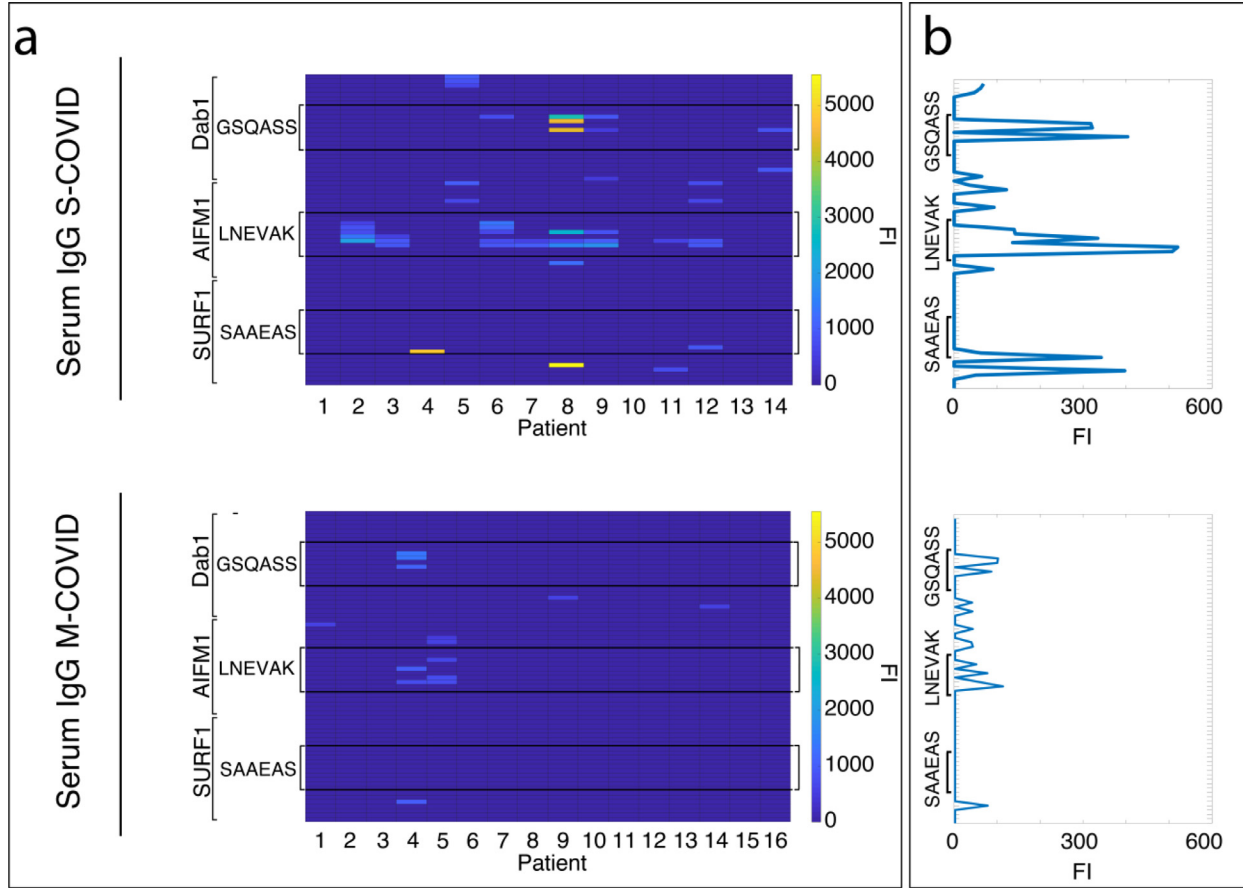 a
b
Serum IgG S-COVID
Dab1
AIFM1
SURF1
GSQASS
LNEVAK
SAAEAS
1 2 3 4 5 6 7 8 9 10 11 12 13 14
Patient
5000
4000
3000
2000
1000
0
FI
GSQASS
LNEVAK
SAAEAS
0 300 600
FI
Serum IgG M-COVID
Dab1
AIFM1
SURF1
GSQASS
LNEVAK
SAAEAS
1 2 3 4 5 6 7 8 9 10 11 12 13 14 15 16
Patient
5000
4000
3000
2000
1000
0
FI
GSQASS
LNEVAK
SAAEAS
0 300 600
FI